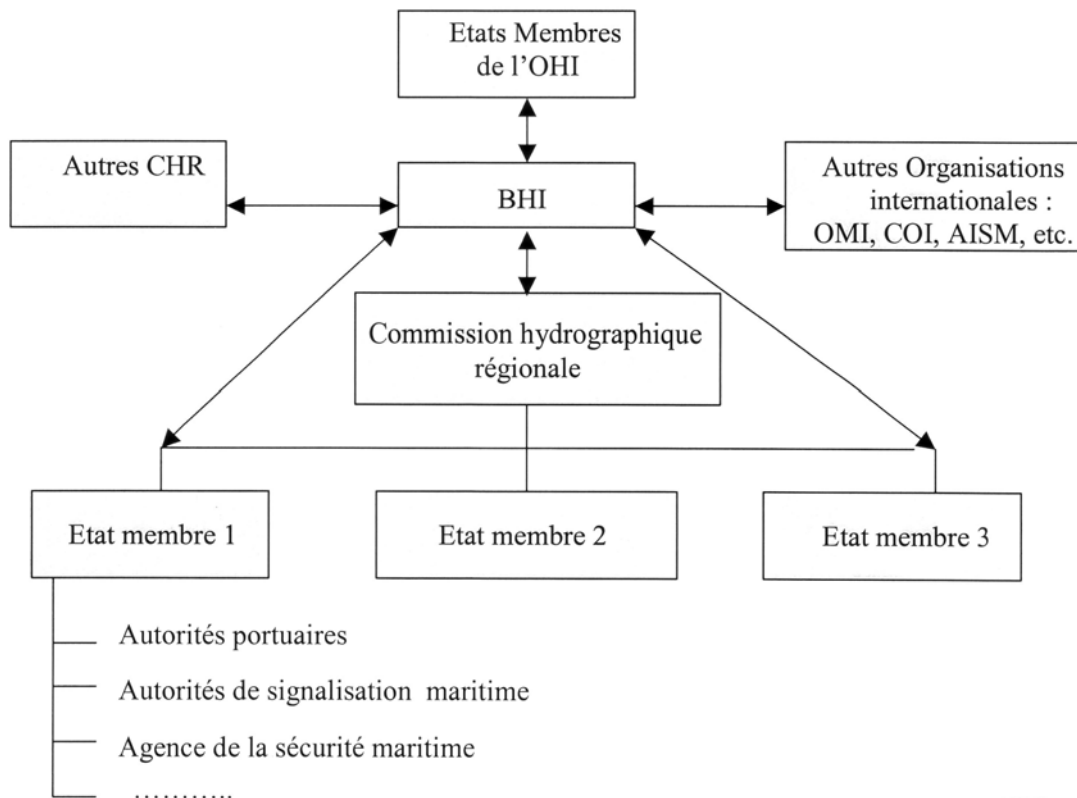 Etats Membres
de l’OHI
Autres CHR
BHI
Autres Organisations
internationales :
OMI, COI, AISM, etc.
Commission hydrographique
régionale
Etat membre 1
Etat membre 2
Etat membre 3
Autorités portuaires
Autorités de signalisation maritime
Agence de la sécurité maritime
………..